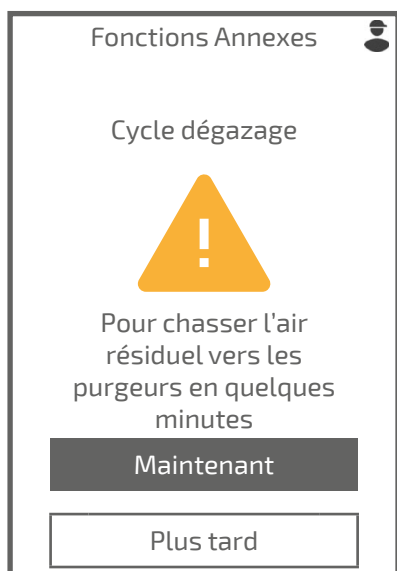 Fonctions Annexes
Cycle dégazage
!
Pour chasser l’air
résiduel vers les
purgeurs en quelques
minutes
Maintenant
Plus tard